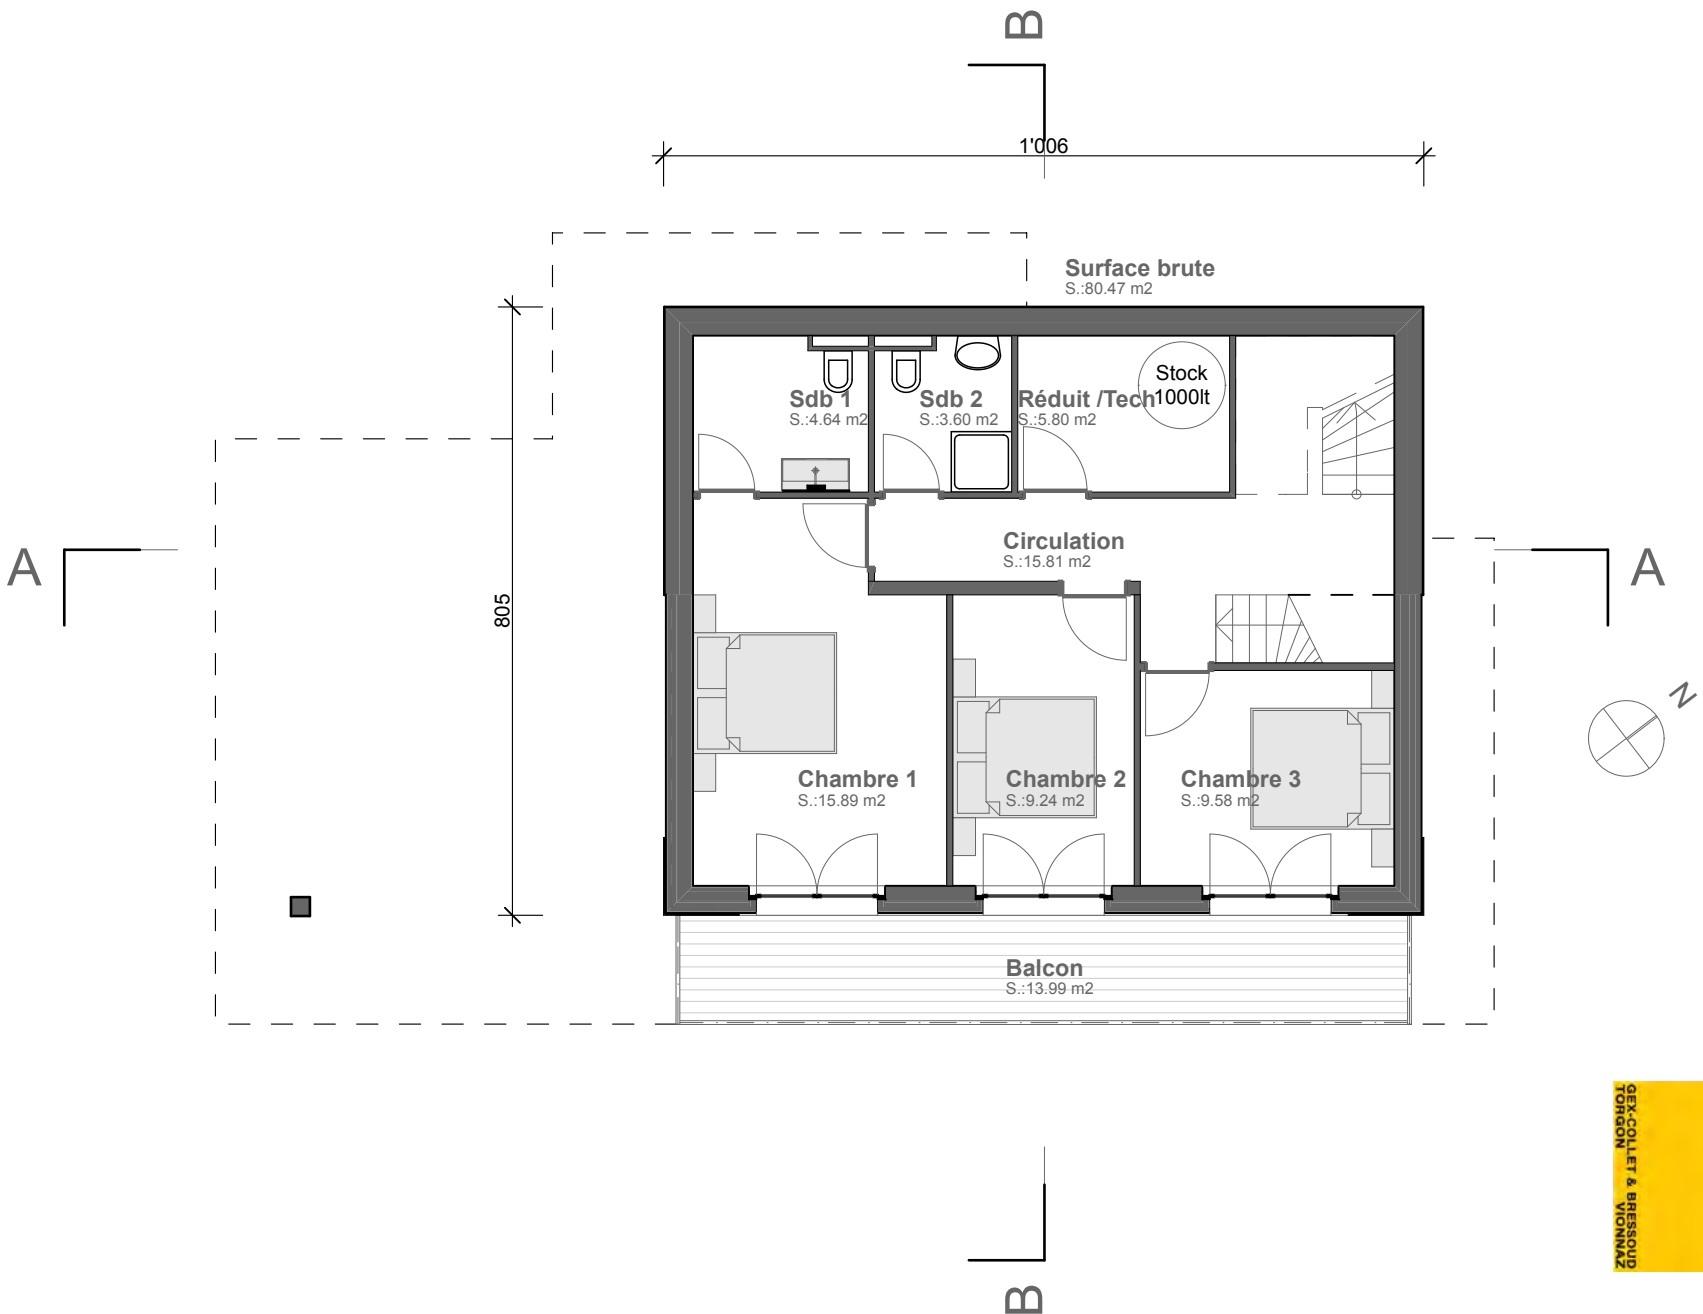 B
1'006
Surface brute
S.:80.47 m2
Stock
1000lt
Sdb 1
S.:4.64 m2
Sdb 2
S.:3.60 m2
Réduit /Tech
S.:5.80 m2
A
Circulation
S.:15.81 m2
A
805
N
Chambre 1
S.:15.89 m2
Chambre 2
S.:9.24 m2
Chambre 3
S.:9.58 m2
Balcon
S.:13.99 m2
GEX-COLLET & BRESSOUD
TORGON VIONNAZ
B